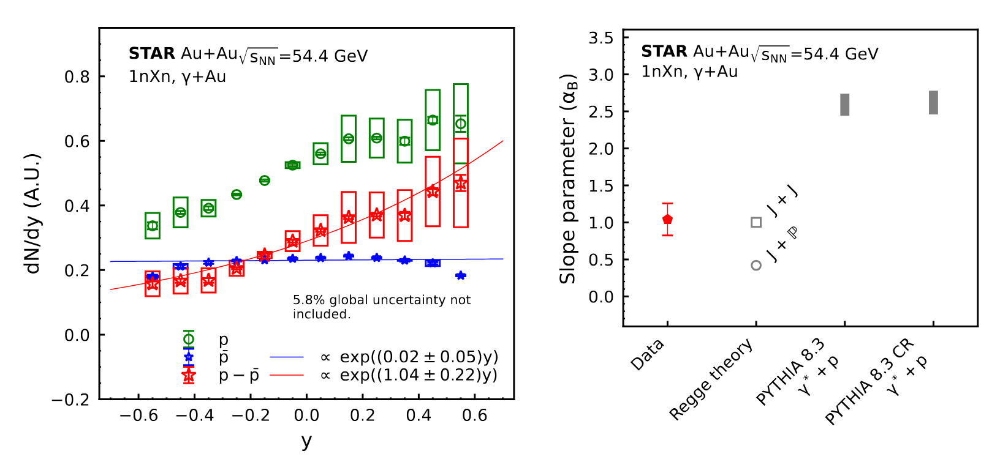 STAR Au+Au√sNN=54.4 GeV
1nXn, γ+Au
dN/dy (A.U.)
0.8
0.6
0.4
0.2
0.0
−0.2
5.8% global uncertainty not
included.
p
p̄ ∝ exp((0.02 ± 0.05)y)
p − p̄ ∝ exp((1.04 ± 0.22)y)
−0.6 −0.4 −0.2 0.0 0.2 0.4 0.6
y
STAR Au+Au√sNN=54.4 GeV
1nXn, γ+Au
Slope parameter (αB)
3.5
3.0
2.5
2.0
1.5
1.0
0.5
0.0
J + J
J + ℙ
Data
Regge theory
PYTHIA 8.3
γ* + p
PYTHIA 8.3 CR
γ* + p